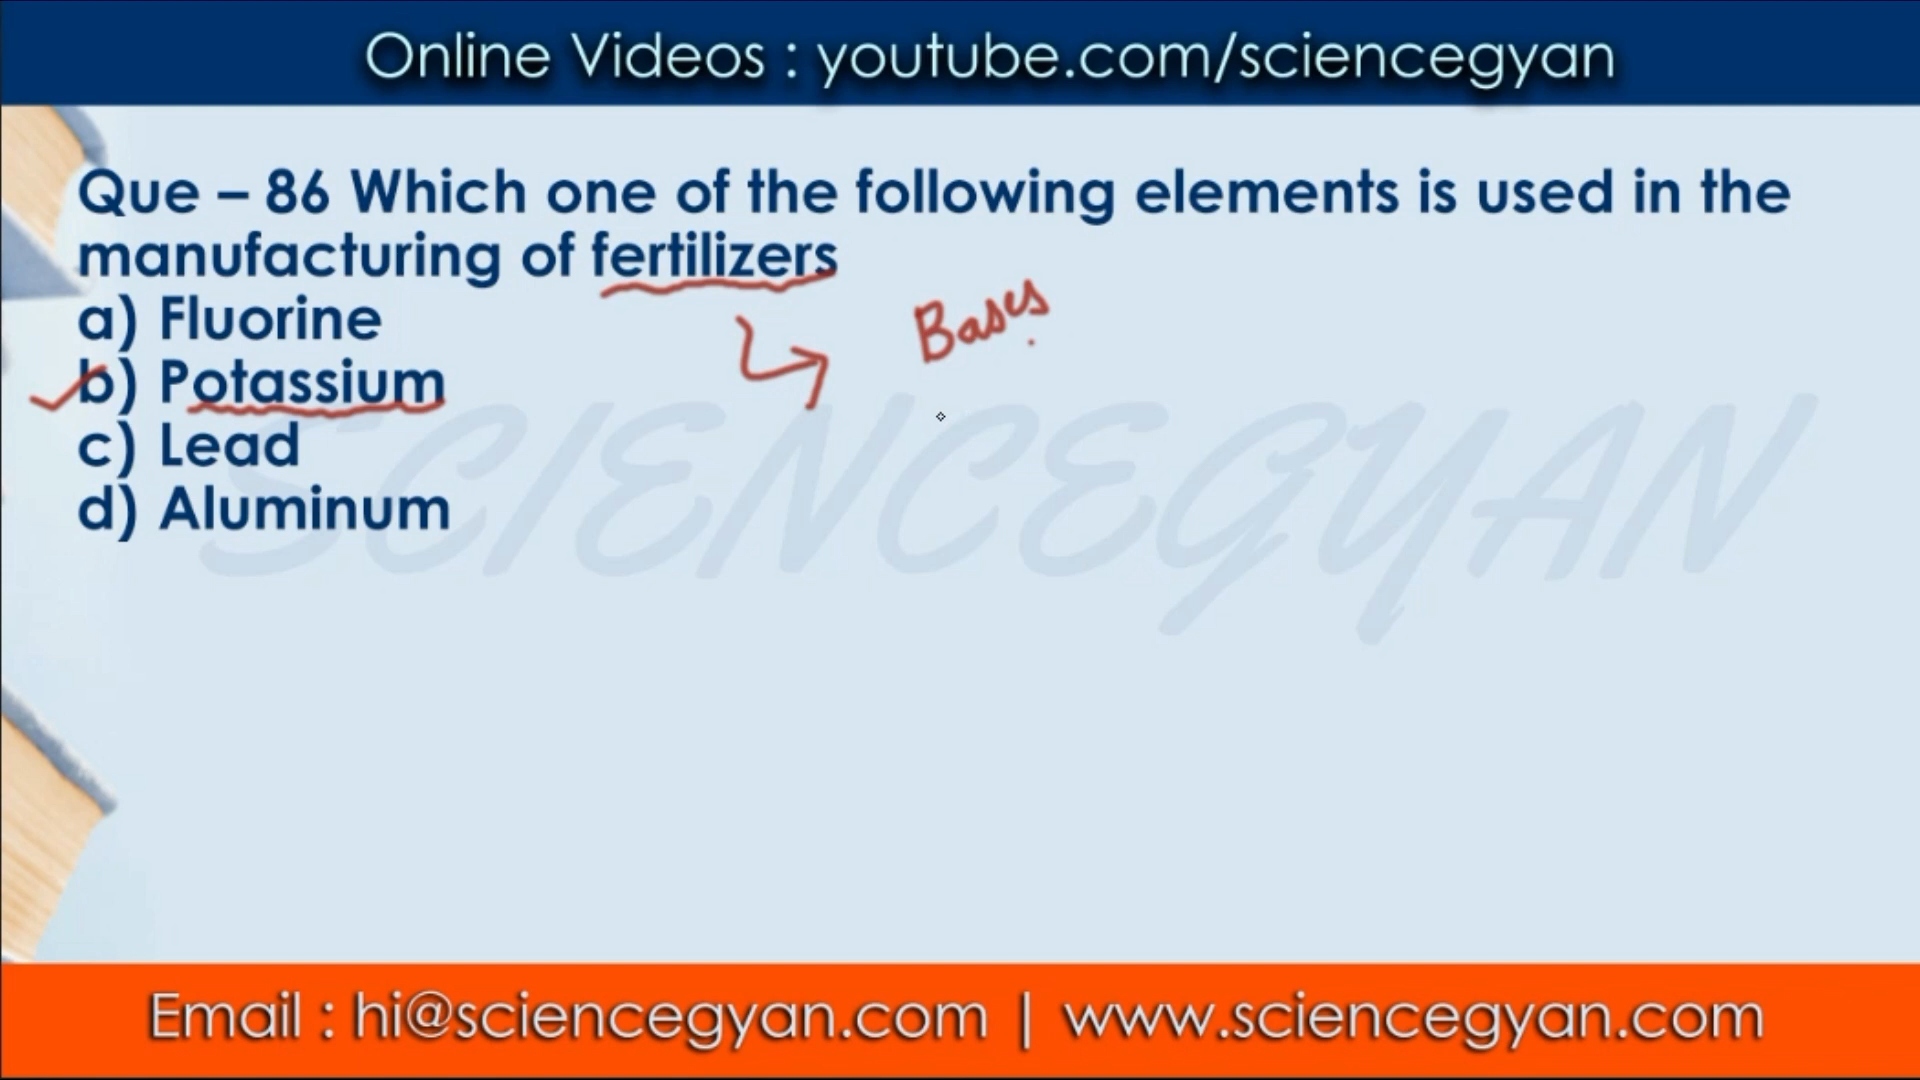 Online Videos : youtube.com/sciencegyan
Que – 86 Which one of the following elements is used in the
manufacturing of fertilizers
a) Fluorine
Bases
b) Potassium
c) Lead
d) Aluminum
SCIENCEGYAN
Email : hi@sciencegyan.com | www.sciencegyan.com